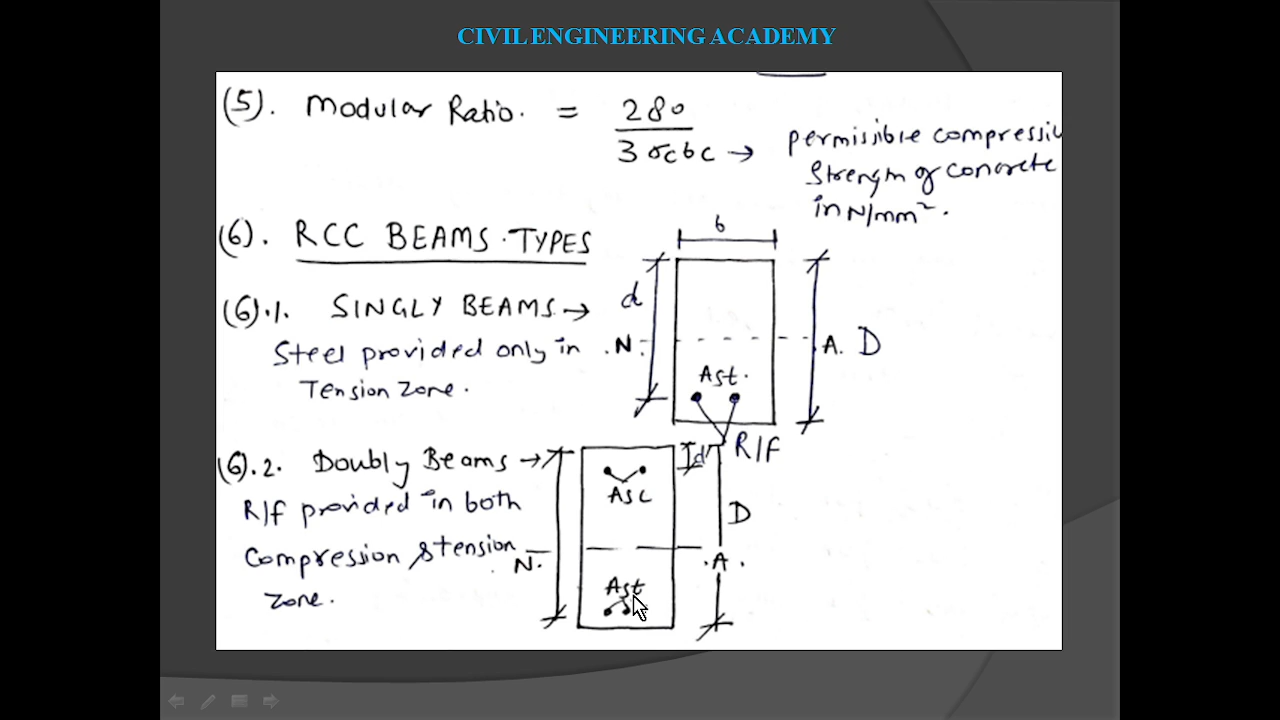 CIVIL ENGINEERING ACADEMY
(5). Modular Ratio. = 280
3 σcbc → permissible compressiv
Strength of concrete
in N/mm².
(6). RCC BEAMS. TYPES
b
(6).1. SINGLY BEAMS →
d
Steel provided only in
Tension Zone.
.N.
A. D
Ast.
R/f
(6).2. Doubly Beams →
d'
R/f provided in both
Compression & tension
zone.
Asc
D
N.
.A.
Ast